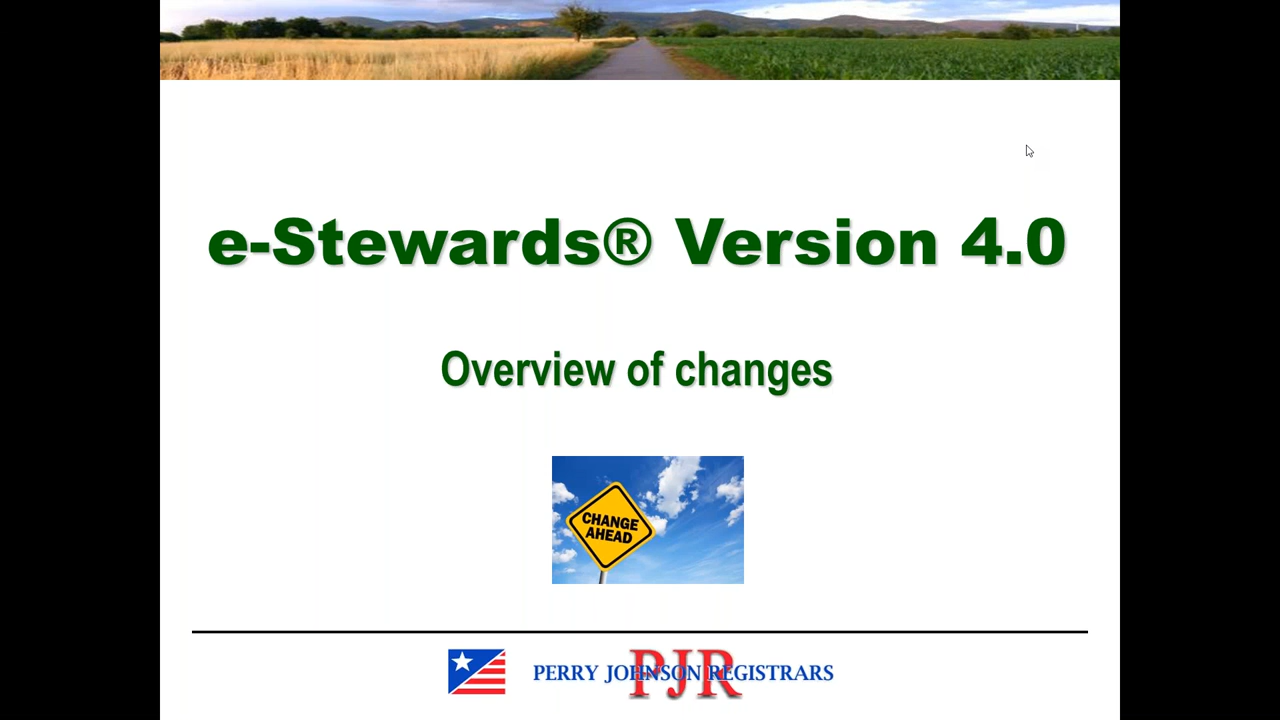 e-Stewards® Version 4.0
Overview of changes
CHANGE
AHEAD
PJR
PERRY JOHNSON REGISTRARS